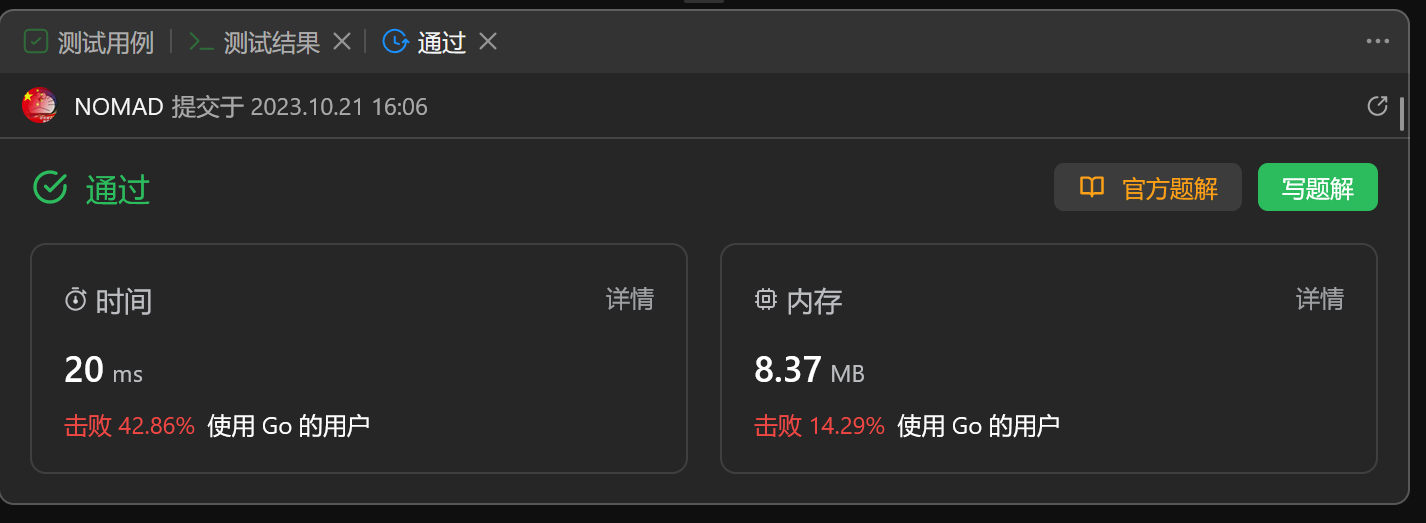 测试用例 测试结果 通过
NOMAD 提交于 2023.10.21 16:06
通过 官方题解 写题解
时间 详情
20 ms
击败 42.86% 使用 Go 的用户
内存 详情
8.37 MB
击败 14.29% 使用 Go 的用户